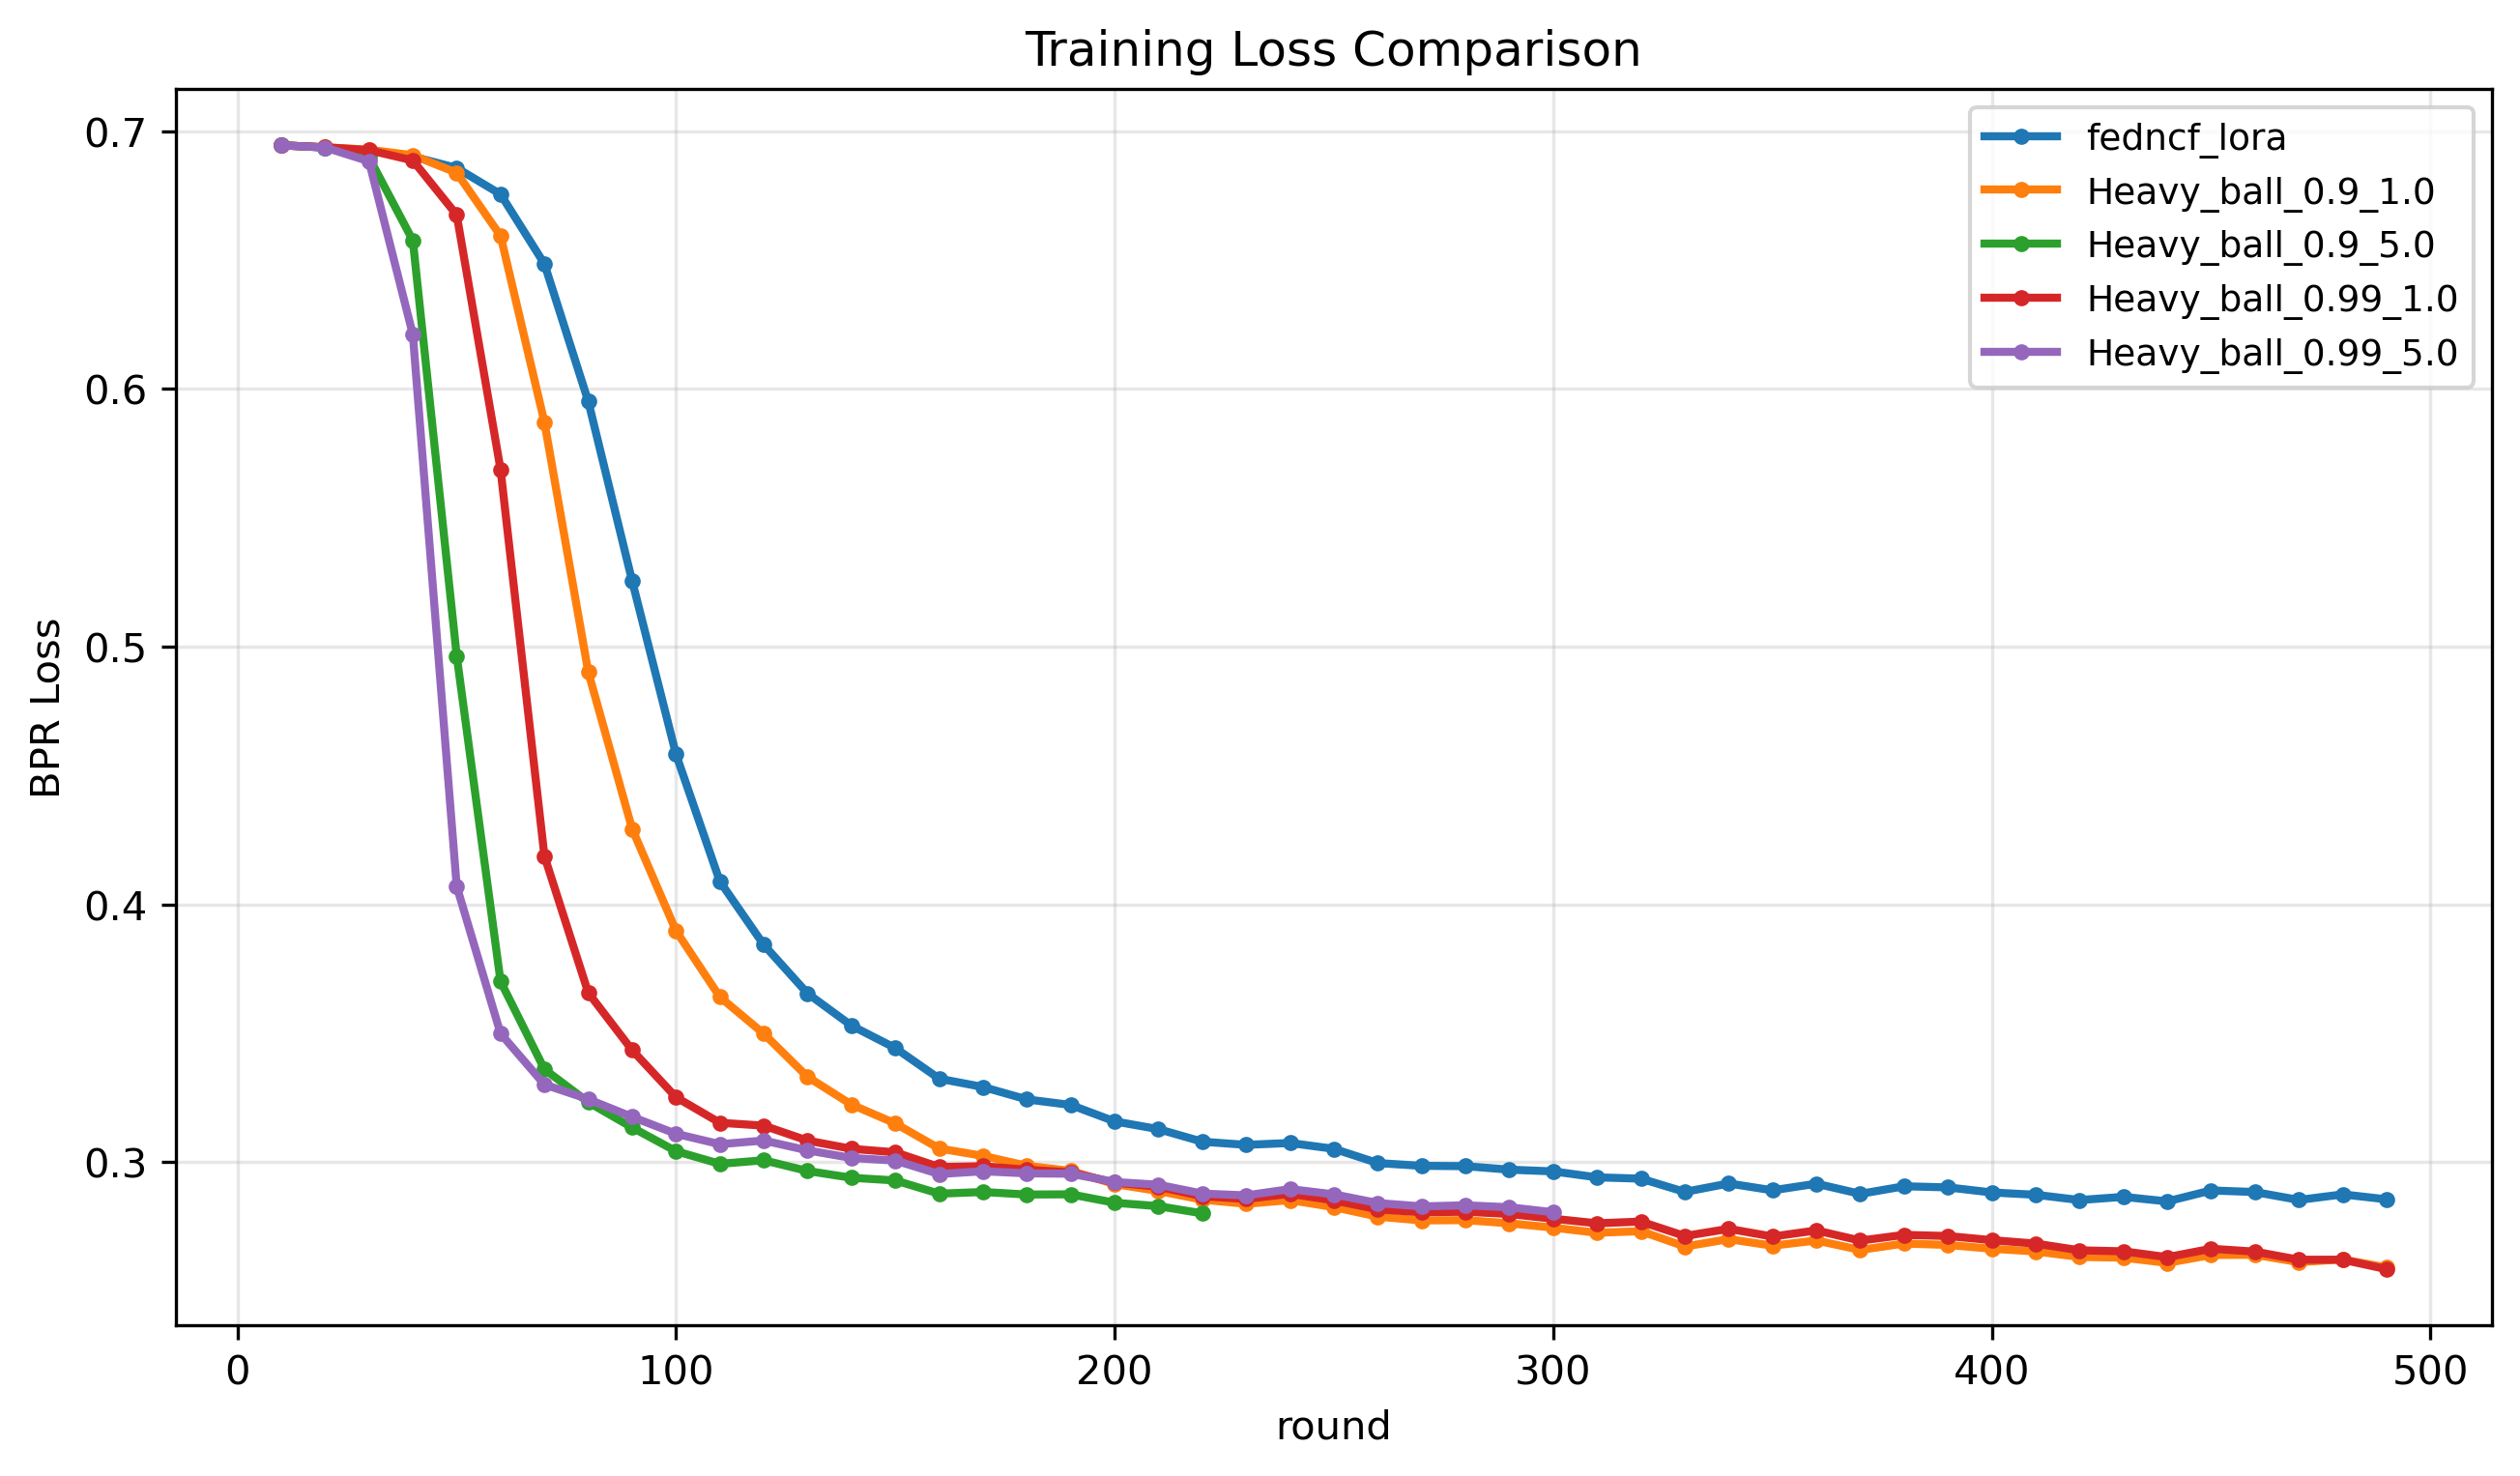 Training Loss Comparison
fedncf_lora
Heavy_ball_0.9_1.0
Heavy_ball_0.9_5.0
Heavy_ball_0.99_1.0
Heavy_ball_0.99_5.0
BPR Loss
0.7
0.6
0.5
0.4
0.3
0
100
200
300
400
500
round